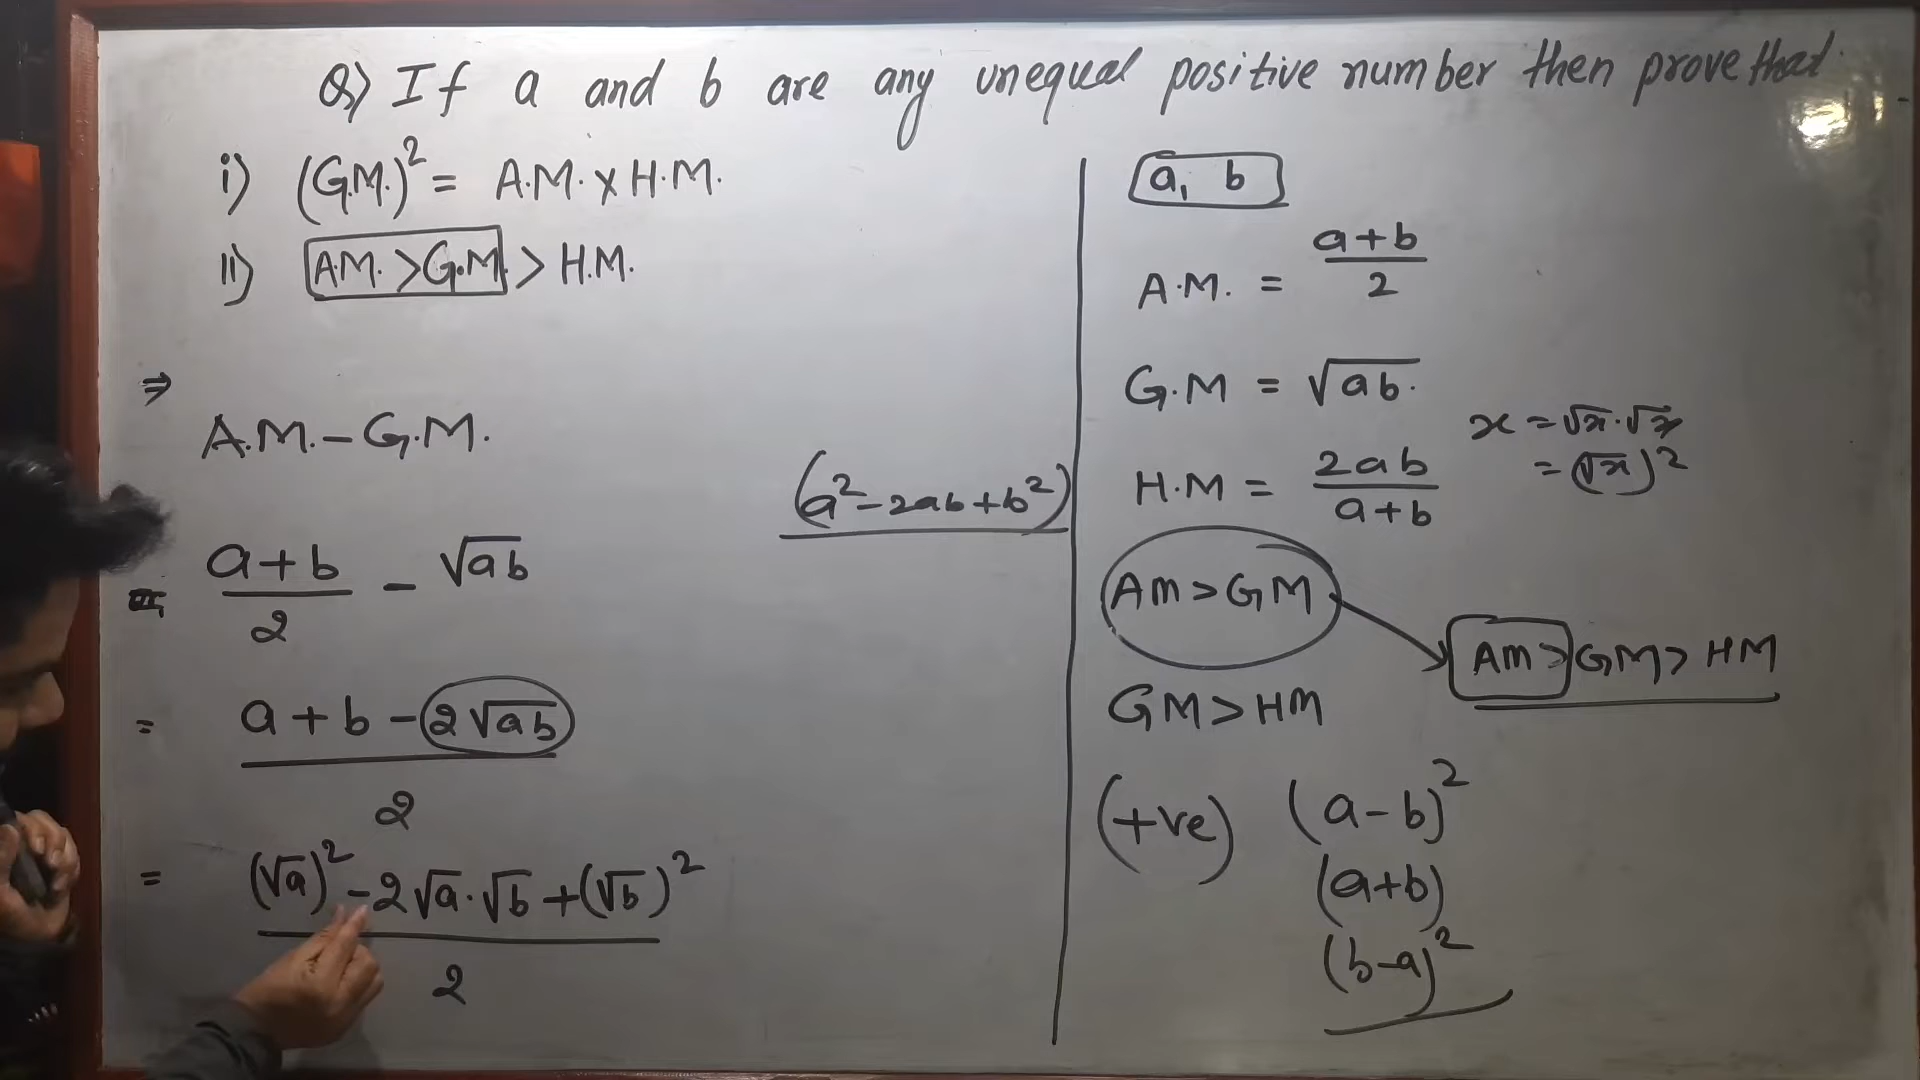 Q) If a and b are any unequal positive number then prove that.
i) (G.M.)² = A.M. × H.M.
ii) A.M. > G.M. > H.M.
⇒
A.M. – G.M.
(a² – 2ab + b²)
a+b/2 – √ab
= a + b – 2√ab / 2
= (√a)² – 2√a·√b + (√b)² / 2
a, b
A.M. = a+b/2
G.M = √ab.
x = √x·√x
= (√x)²
H.M = 2ab/a+b
Am > GM
Am > GM > HM
GM > HM
(+ve) (a–b)²
(a+b)
(b–a)²